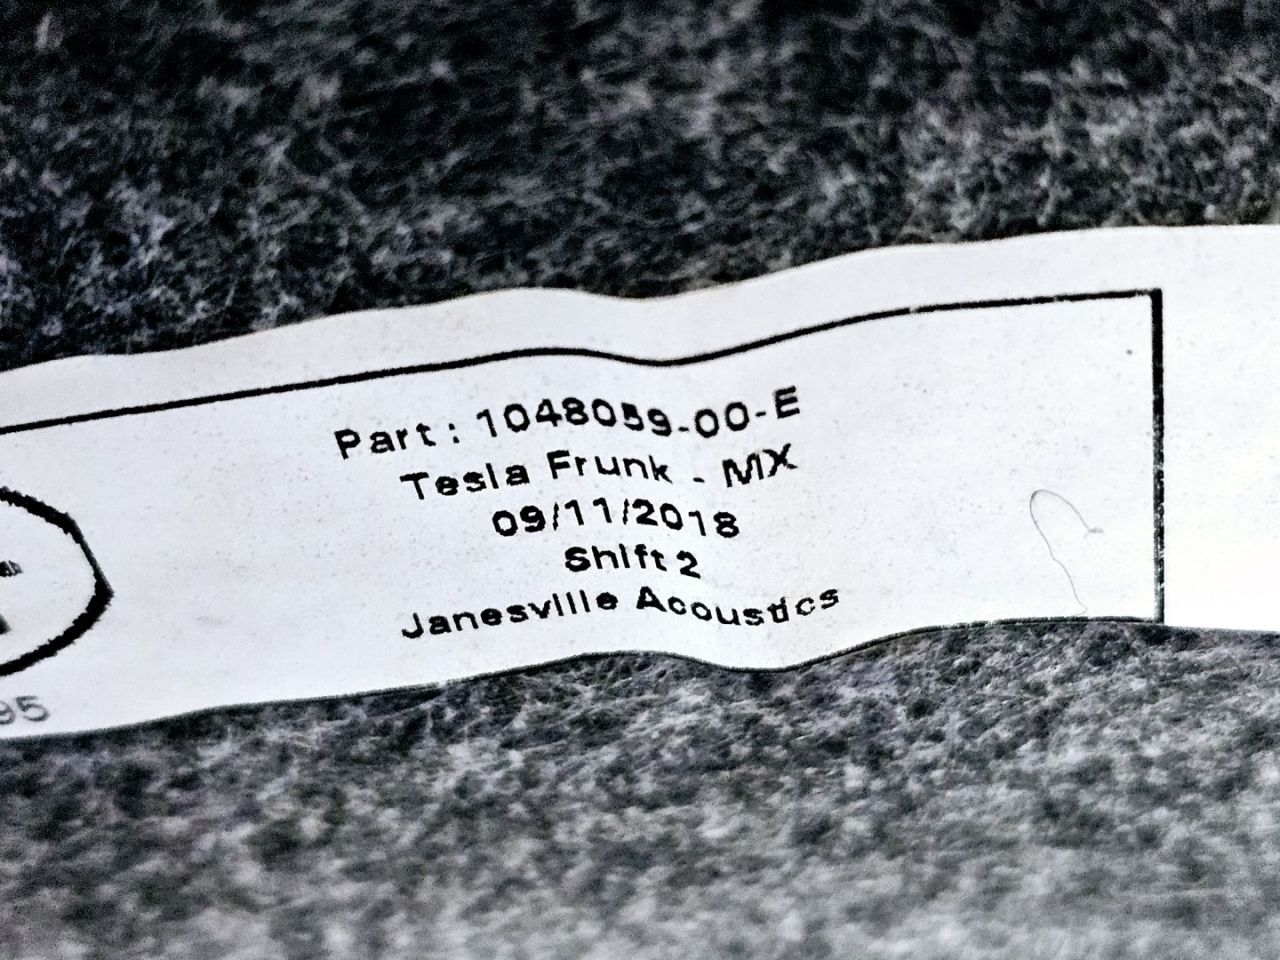 Part: 1048059-00-E
Tesla Frunk - MX
09/11/2018
Shift 2
Janesville Acoustics
95